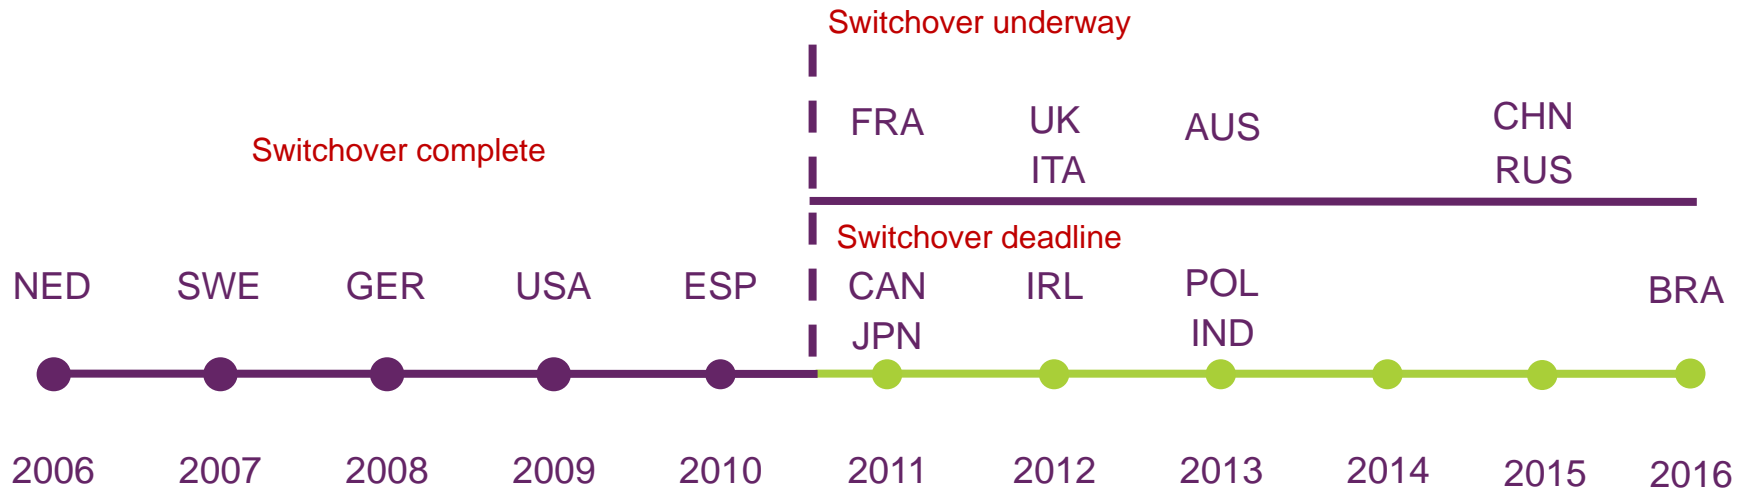 Switchover underway
FRA UK AUS CHN
ITA RUS
Switchover complete
Switchover deadline
NED SWE GER USA ESP CAN IRL POL BRA
JPN IND
2006 2007 2008 2009 2010 2011 2012 2013 2014 2015 2016